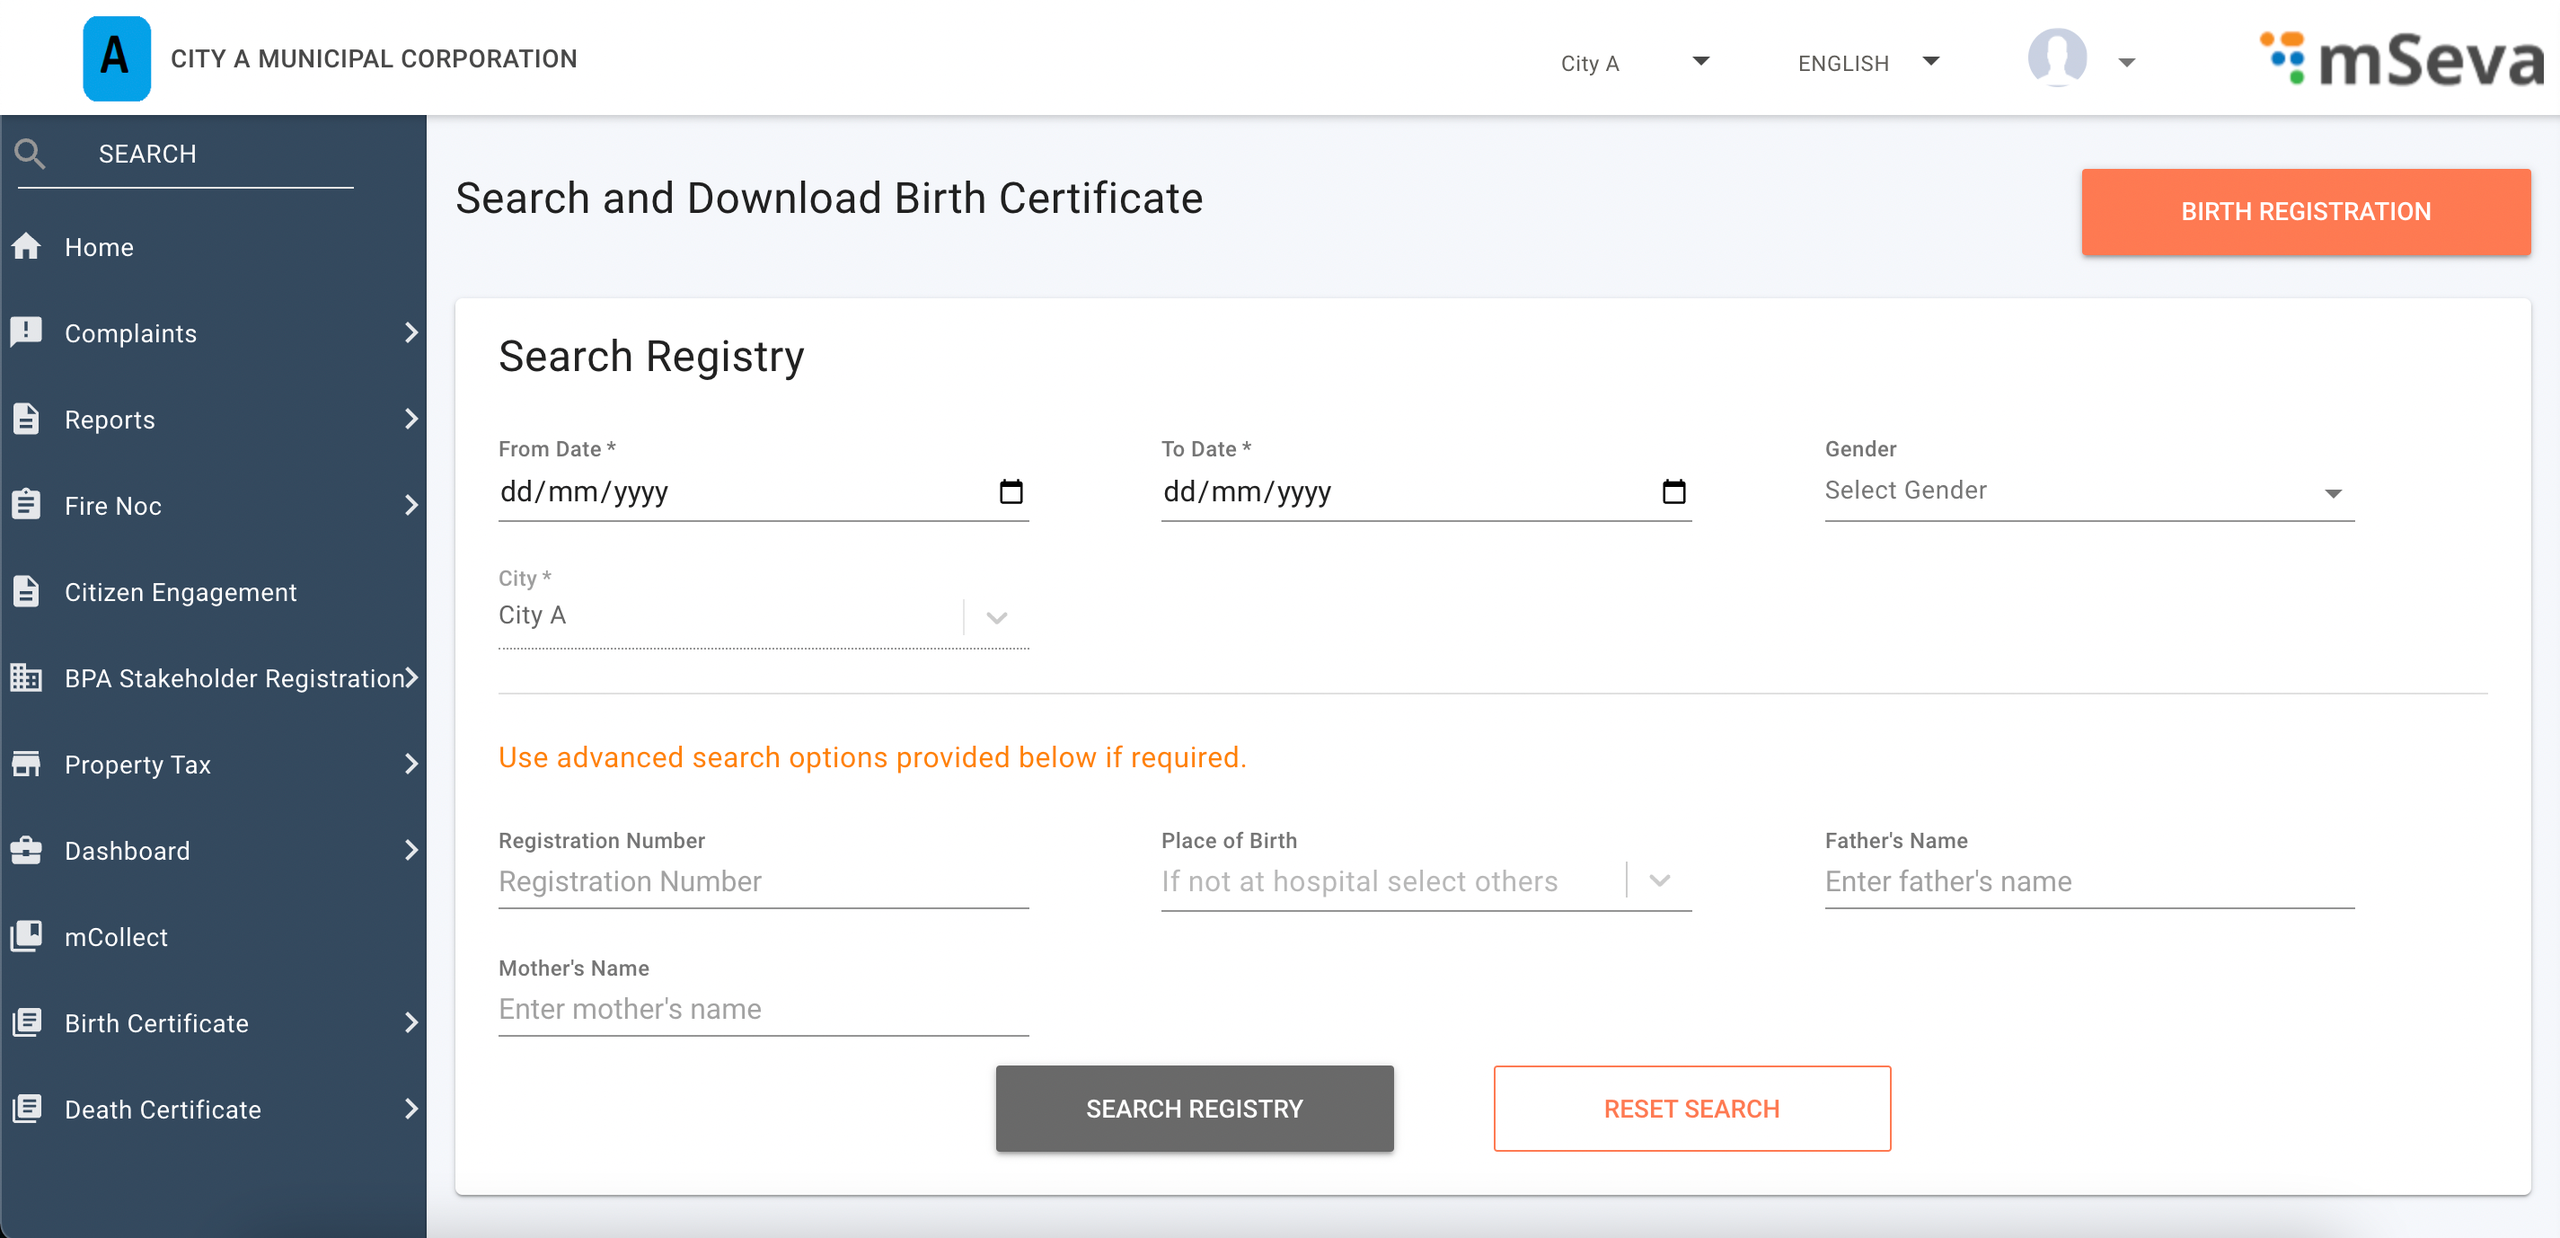 A
CITY A MUNICIPAL CORPORATION
City A
ENGLISH
mSeva
SEARCH
Home
Complaints
Reports
Fire Noc
Citizen Engagement
BPA Stakeholder Registration
Property Tax
Dashboard
mCollect
Birth Certificate
Death Certificate
Search and Download Birth Certificate
BIRTH REGISTRATION
Search Registry
From Date *
dd/mm/yyyy
To Date *
dd/mm/yyyy
Gender
Select Gender
City *
City A
Use advanced search options provided below if required.
Registration Number
Registration Number
Place of Birth
If not at hospital select others
Father's Name
Enter father's name
Mother's Name
Enter mother's name
SEARCH REGISTRY
RESET SEARCH